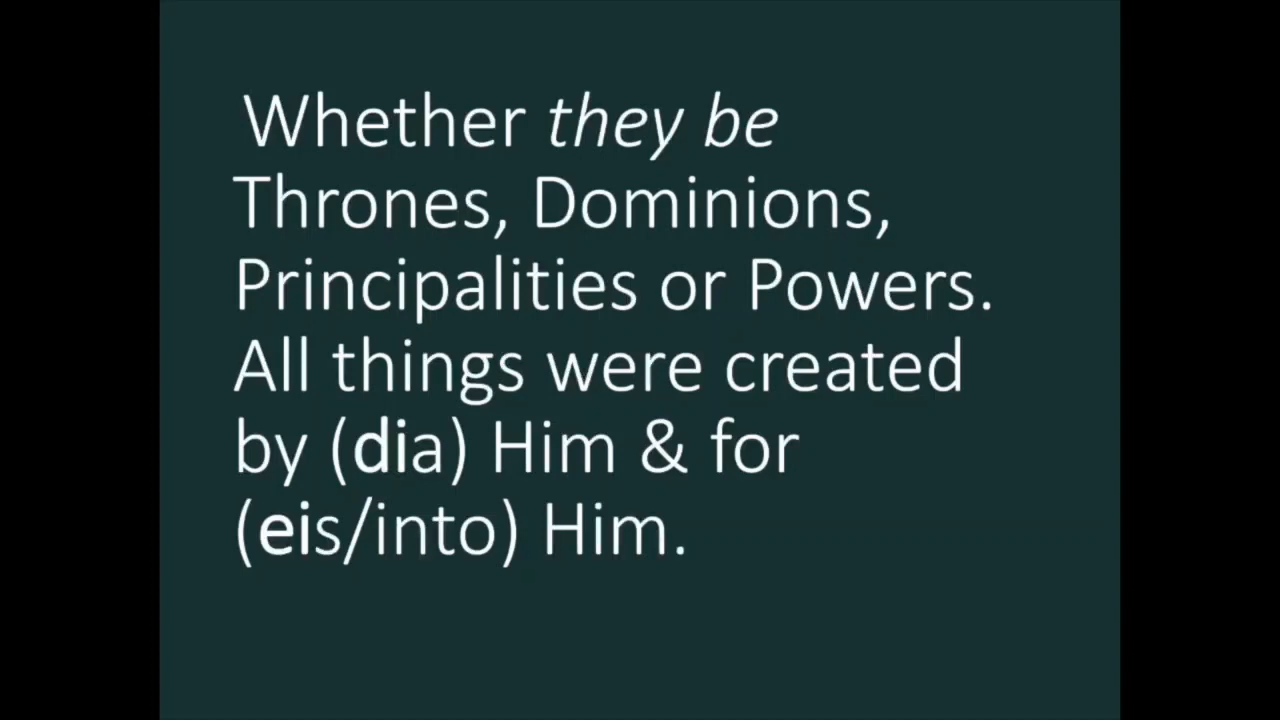 Whether they be
Thrones, Dominions,
Principalities or Powers.
All things were created
by (dia) Him & for
(eis/into) Him.